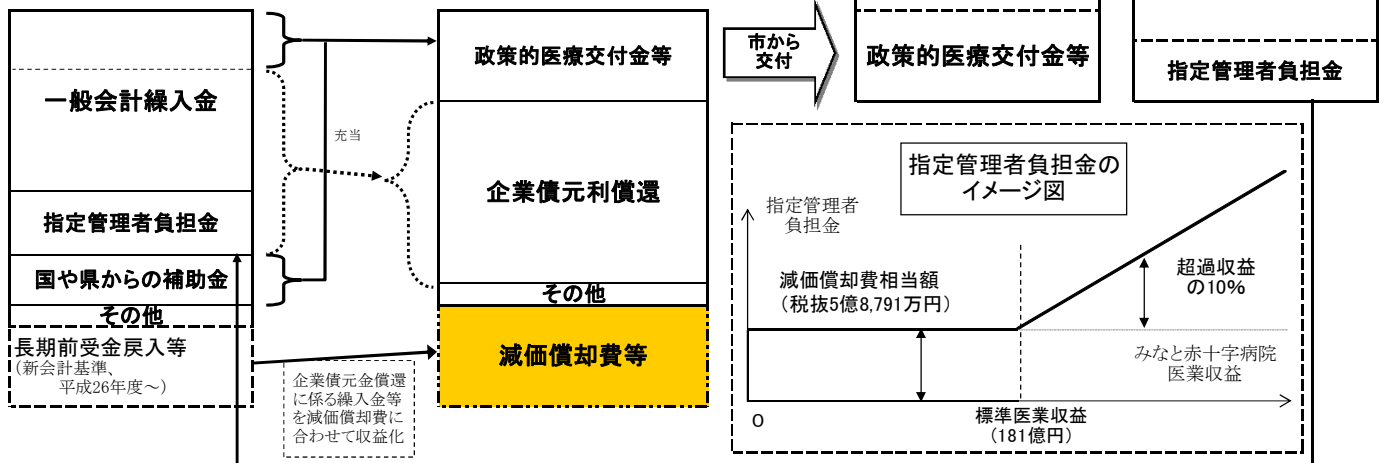 一般会計繰入金
指定管理者負担金
国や県からの補助金
その他
長期前受金戻入等
(新会計基準、
平成26年度～)
充当
企業債元金償還
に係る繰入金等
を減価償却費に
合わせて収益化
政策的医療交付金等
企業債元利償還
その他
減価償却費等
市から
交付
政策的医療交付金等
指定管理者負担金
指定管理者負担金の
イメージ図
指定管理者
負担金
減価償却費相当額
(税抜5億8,791万円)
超過収益
の10%
みなと赤十字病院
医業収益
O
標準医業収益
(181億円)